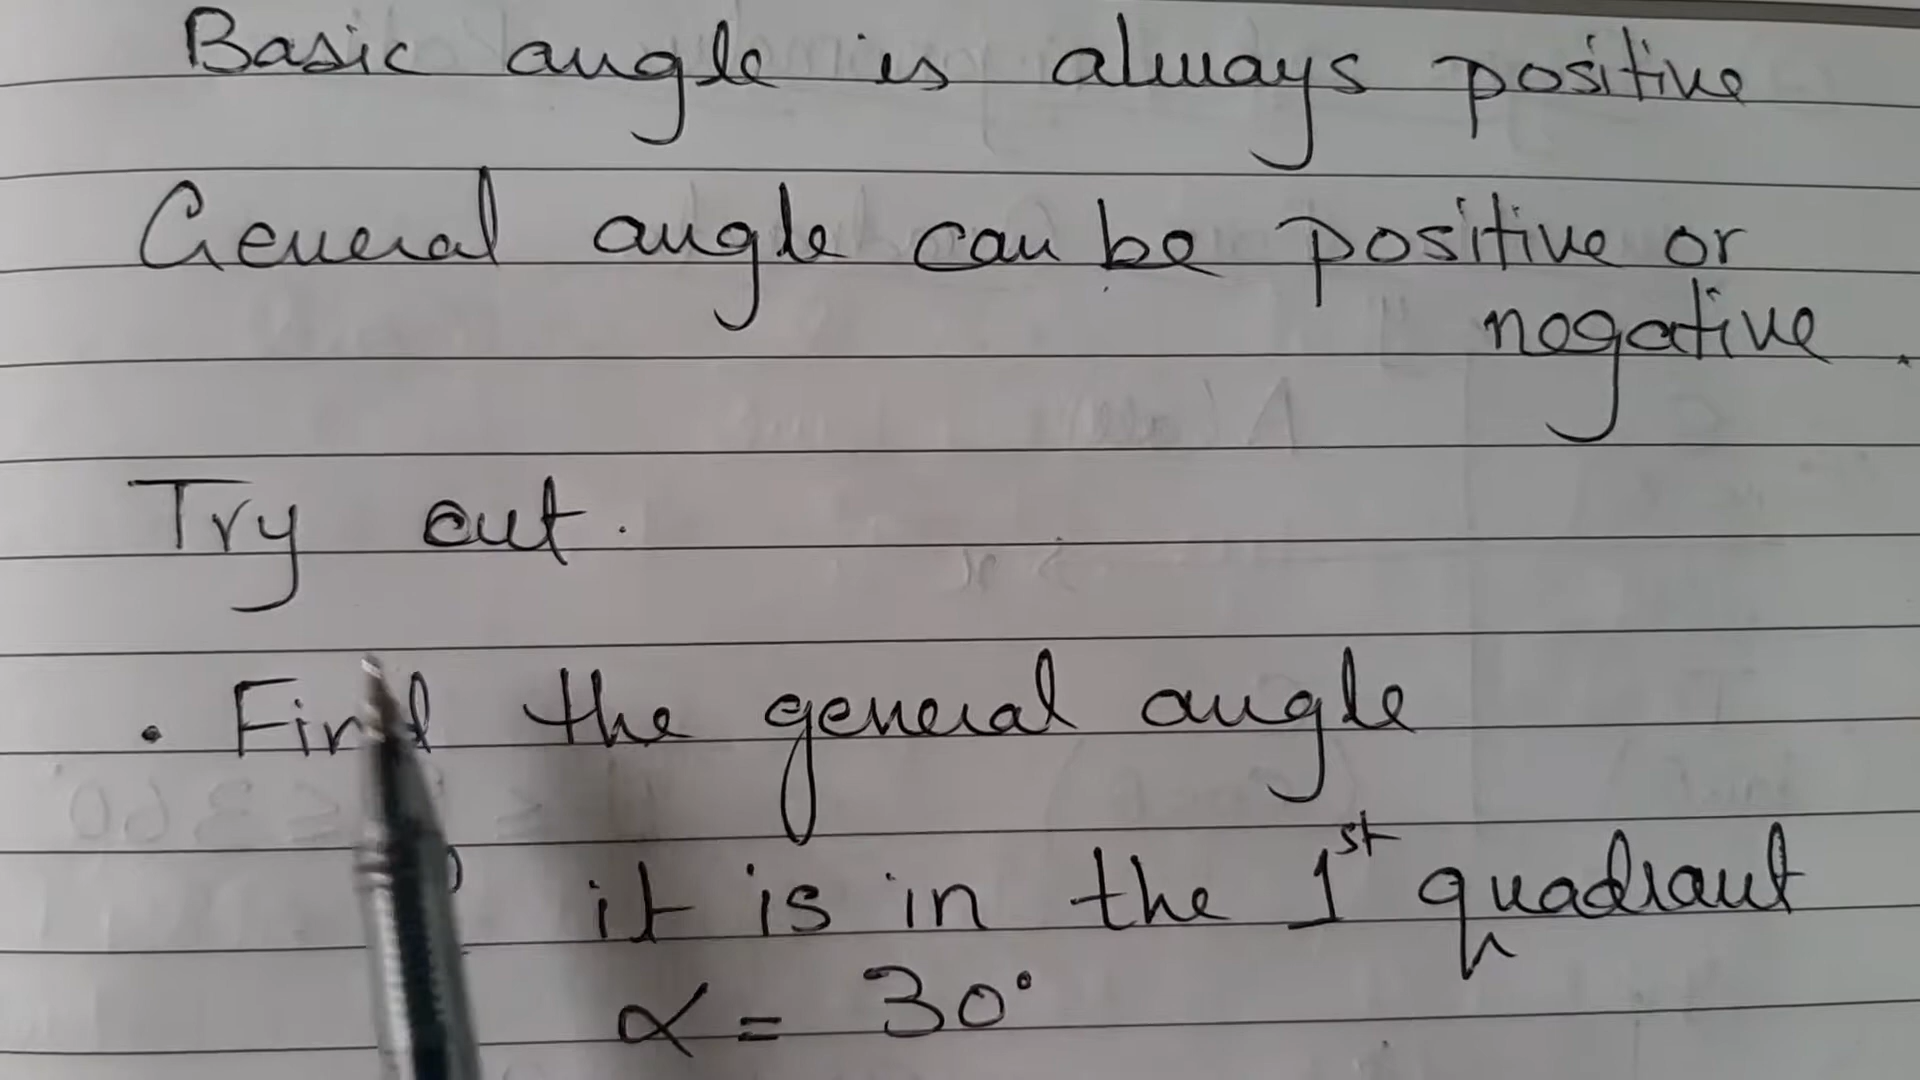 Basic angle is always positive
General angle can be positive or
negative.
Try out.
. Find the general angle
it is in the 1st quadrant
α = 30°